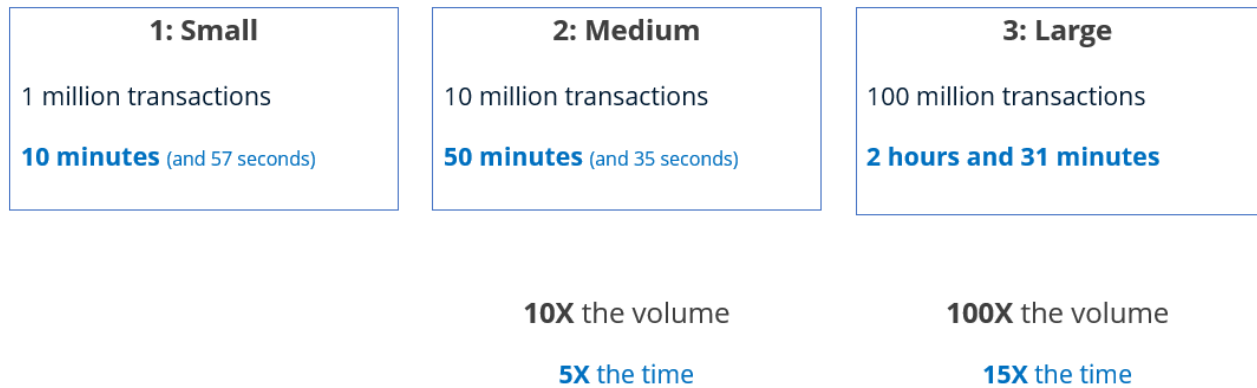 1: Small
1 million transactions
10 minutes (and 57 seconds)
2: Medium
10 million transactions
50 minutes (and 35 seconds)
3: Large
100 million transactions
2 hours and 31 minutes
10X the volume
5X the time
100X the volume
15X the time